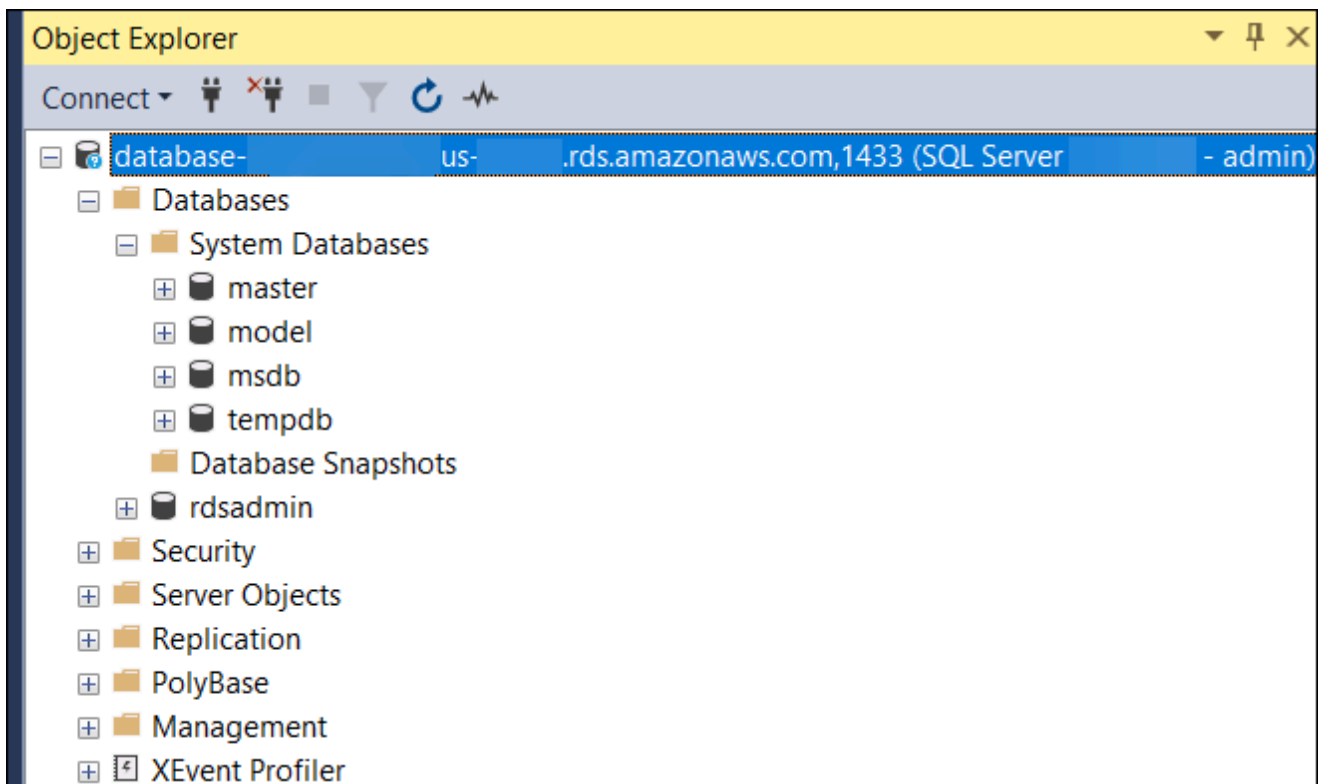 Object Explorer
Connect
database- us- .rds.amazonaws.com,1433 (SQL Server - admin)
Databases
System Databases
master
model
msdb
tempdb
Database Snapshots
rdsadmin
Security
Server Objects
Replication
PolyBase
Management
XEvent Profiler